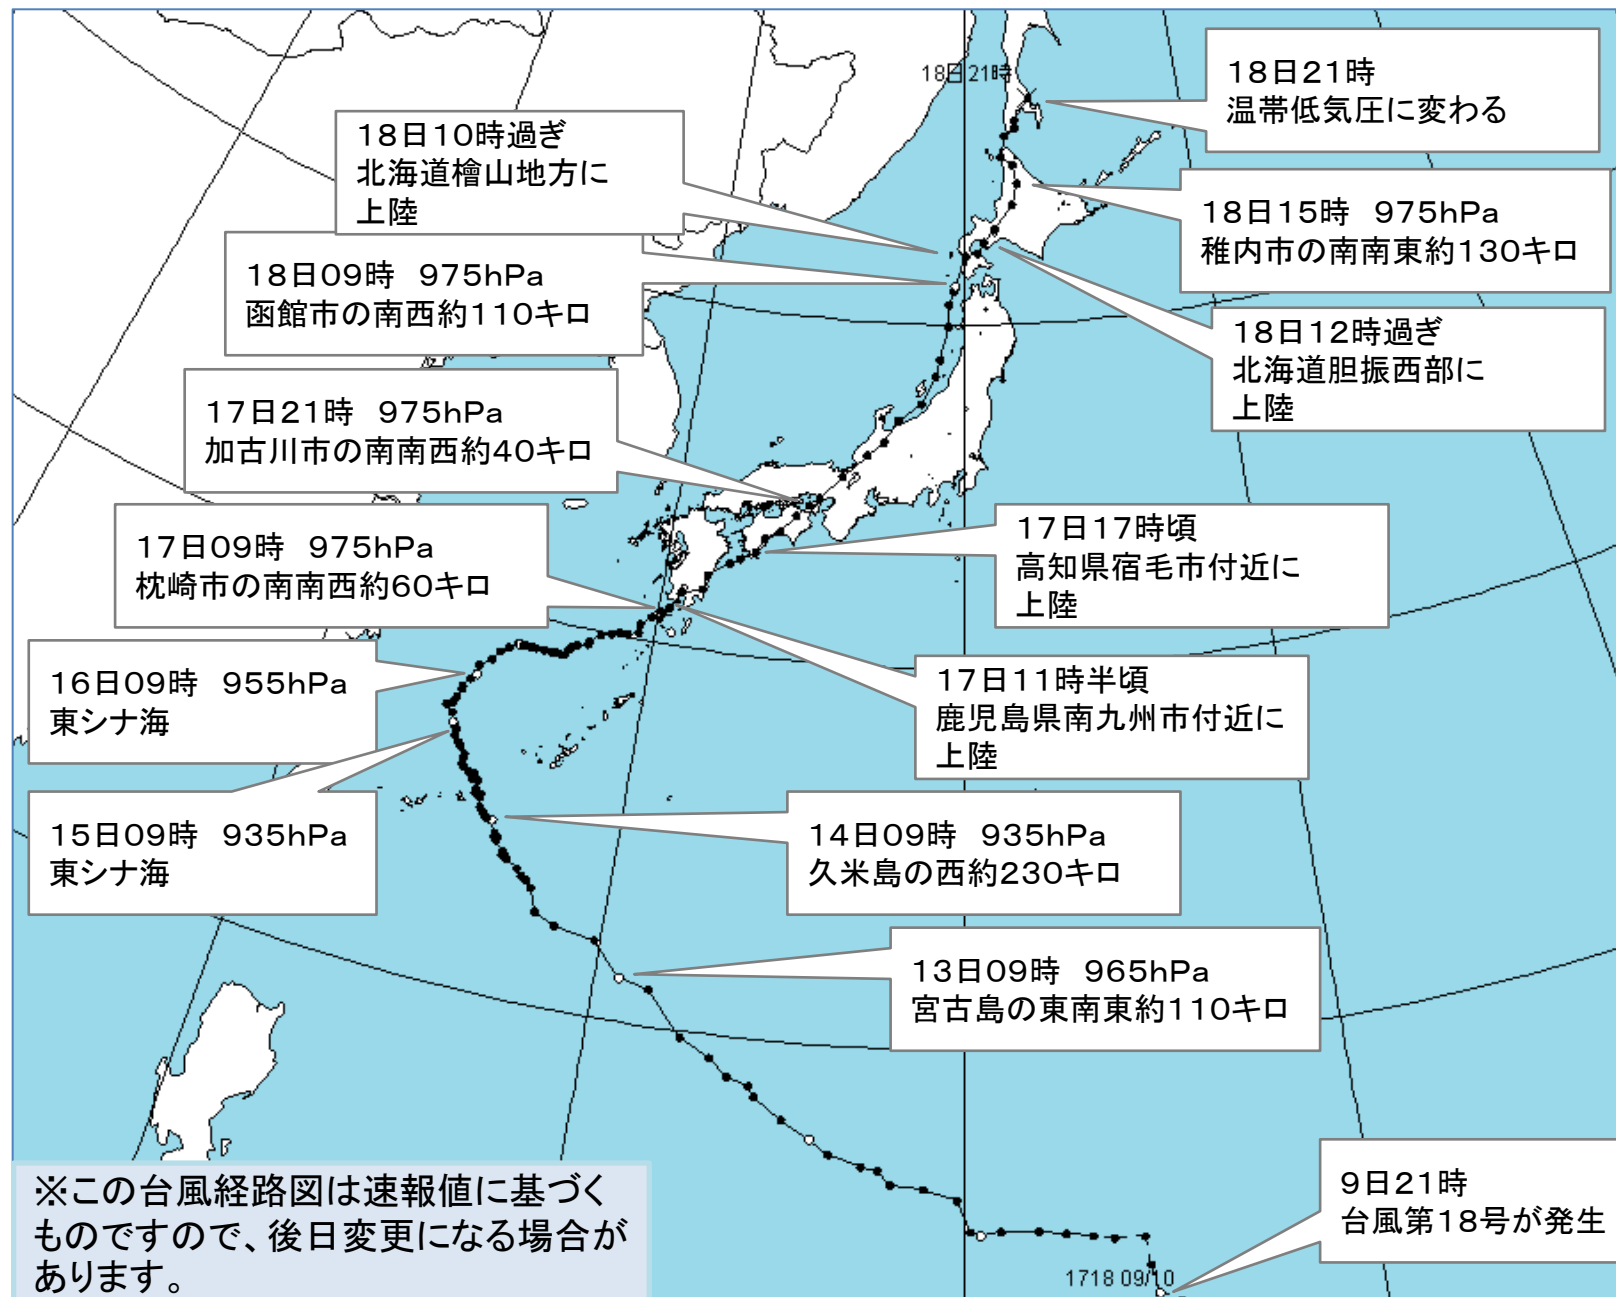 18日21時
18日21時
温帯低気圧に変わる
18日10時過ぎ
北海道檜山地方に
上陸
18日15時 975hPa
稚内市の南南東約130キロ
18日09時 975hPa
函館市の南西約110キロ
18日12時過ぎ
北海道胆振西部に
上陸
17日21時 975hPa
加古川市の南南西約40キロ
17日09時 975hPa
枕崎市の南南西約60キロ
17日17時頃
高知県宿毛市付近に
上陸
16日09時 955hPa
東シナ海
17日11時半頃
鹿児島県南九州市付近に
上陸
15日09時 935hPa
東シナ海
14日09時 935hPa
久米島の西約230キロ
13日09時 965hPa
宮古島の東南東約110キロ
9日21時
台風第18号が発生
1718 09/10
※この台風経路図は速報値に基づく
ものですので、後日変更になる場合が
あります。